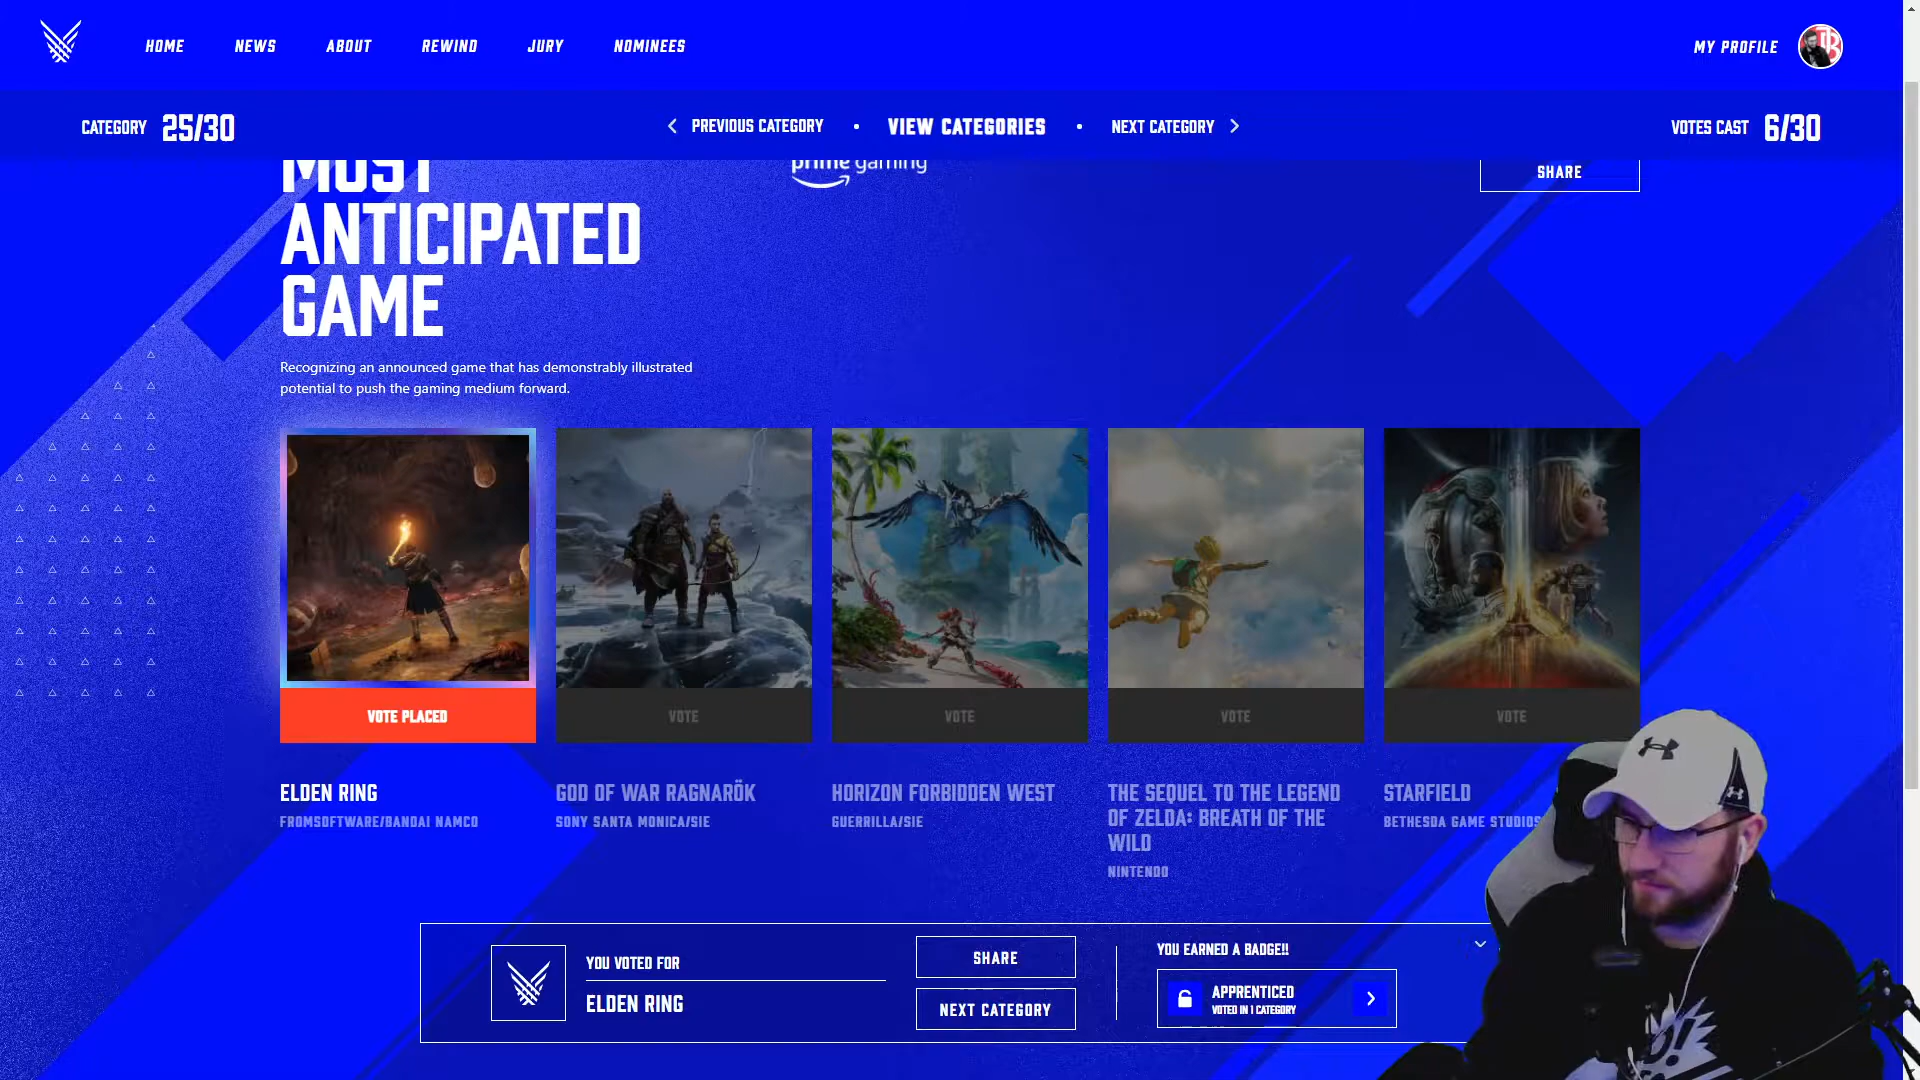 HOME NEWS ABOUT REWIND JURY NOMINEES MY PROFILE
CATEGORY 25/30 PREVIOUS CATEGORY • VIEW CATEGORIES • NEXT CATEGORY VOTES CAST 6/30
MOST
ANTICIPATED
GAME
prime gaming
SHARE
Recognizing an announced game that has demonstrably illustrated
potential to push the gaming medium forward.
VOTE PLACED VOTE VOTE VOTE VOTE
ELDEN RING
FROMSOFTWARE/BANDAI NAMCO
GOD OF WAR RAGNARÖK
SONY SANTA MONICA/SIE
HORIZON FORBIDDEN WEST
GUERRILLA/SIE
THE SEQUEL TO THE LEGEND
OF ZELDA: BREATH OF THE
WILD
NINTENDO
STARFIELD
BETHESDA GAME STUDIOS
YOU VOTED FOR
ELDEN RING
SHARE
NEXT CATEGORY
YOU EARNED A BADGE!!
APPRENTICED
VOTED IN 1 CATEGORY